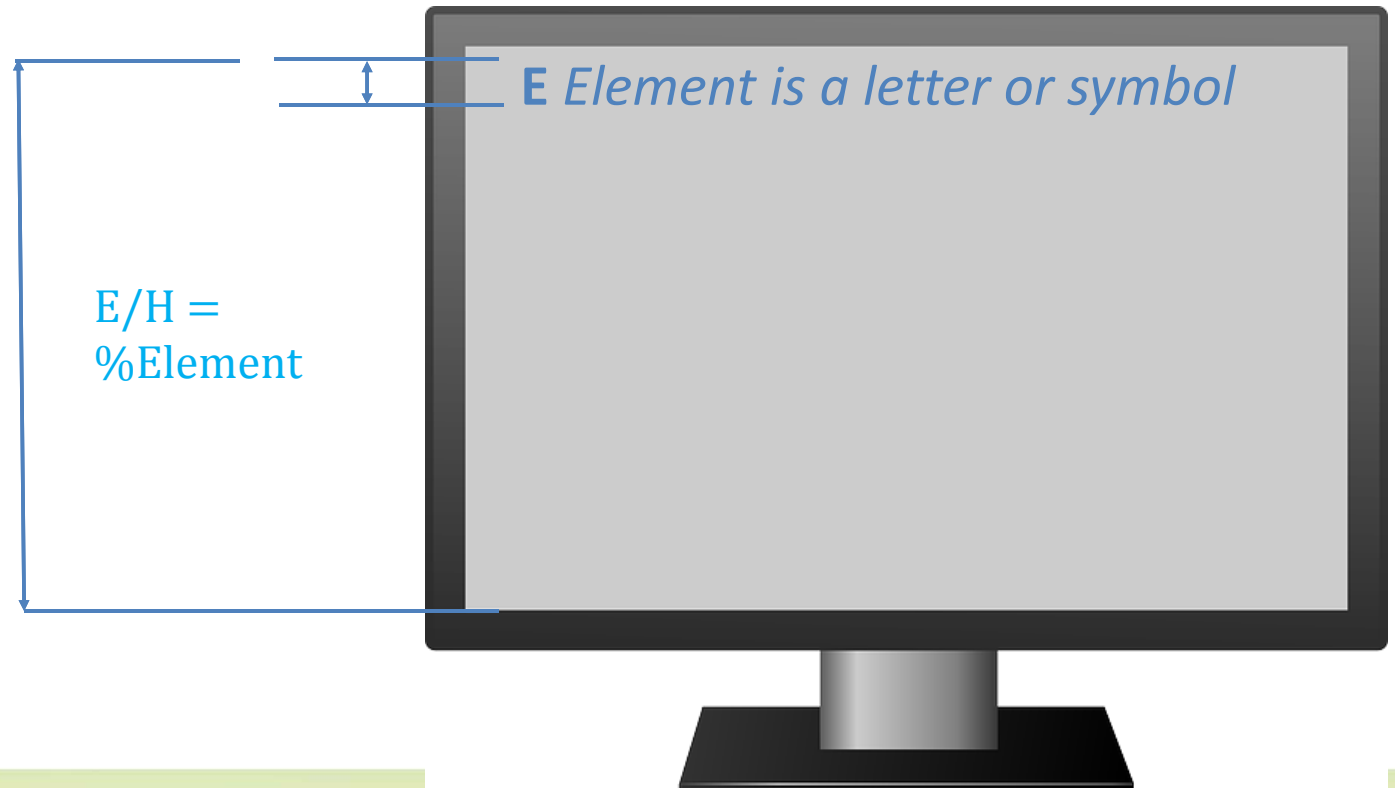 E Element is a letter or symbol
E/H =
%Element